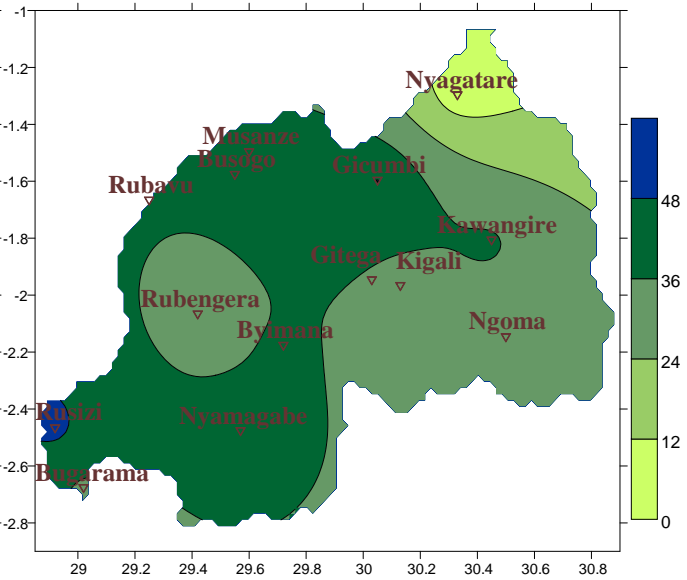 -1
-1.2
-1.4
-1.6
-1.8
-2
-2.2
-2.4
-2.6
-2.8
Nyagatare
Musanze
Busogo
Gicumbi
Rubavu
Kawangire
Gitega
Kigali
Rubengera
Ngoma
Byimana
Rusizi
Nyamagabe
Bugarama
29
29.2
29.4
29.6
29.8
30
30.2
30.4
30.6
30.8
48
36
24
12
0